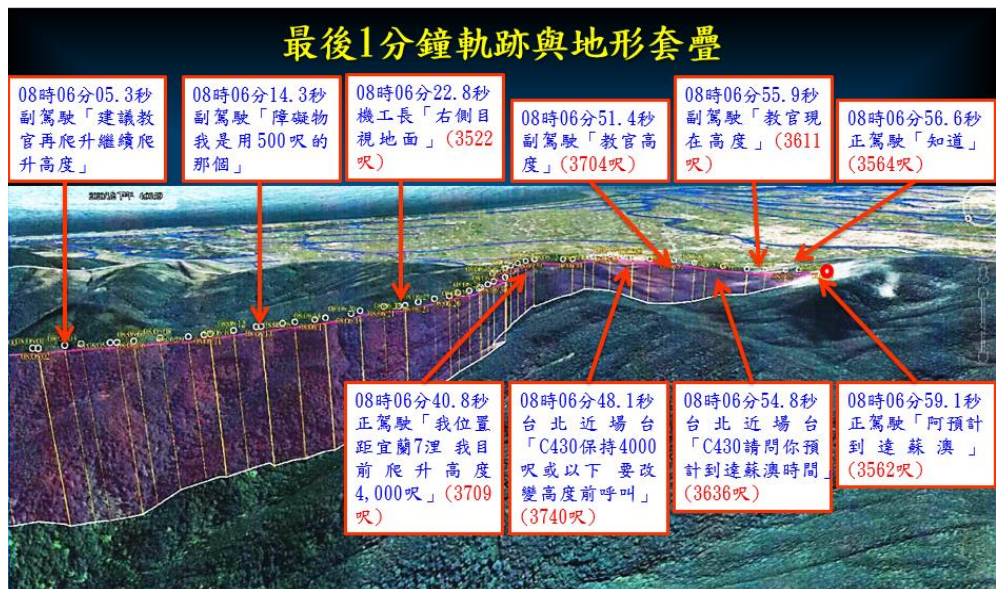 最後1分鐘軌跡與地形套疊
08時06分05.3秒
副駕駛「建議教
官再爬升繼續爬
升高度」
08時06分14.3秒
副駕駛「障礙物
我是用500呎的
那個」
08時06分22.8秒
機工長「右側目
視地面」(3522
呎)
08時06分51.4秒
副駕駛「教官高
度」(3704呎)
08時06分55.9秒
副駕駛「教官現
在高度」(3611
呎)
08時06分56.6秒
正駕駛「知道」
(3564呎)
08時06分40.8秒
正駕駛「我位置
距宜蘭7浬 我目
前爬升高度
4,000呎」(3709
呎)
08時06分48.1秒
台北近場台
「C430保持4000
呎或以下 要改
變高度前呼叫」
(3740呎)
08時06分54.8秒
台北近場台
「C430請問你預
計到達蘇澳時間」
(3636呎)
08時06分59.1秒
正駕駛「阿預計
到達蘇澳」
(3562呎)